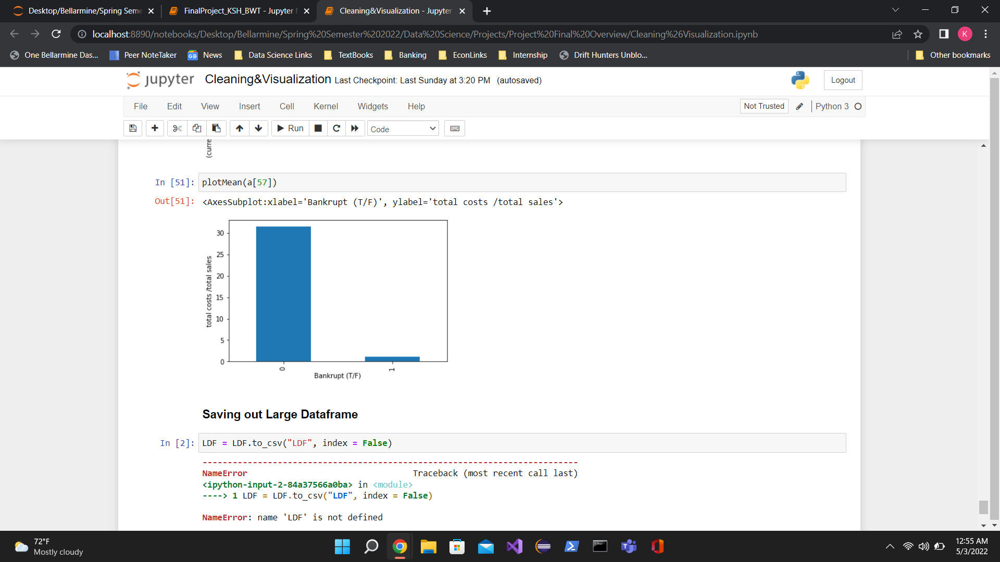 Desktop/Bellarmine/Spring Seme
FinalProject_KSH_BWT - Jupyter
Cleaning&Visualization - Jupyter
localhost:8890/notebooks/Desktop/Bellarmine/Spring%20Semester%202022/Data%20Science/Projects/Project%20Final%20Overview/Cleaning%26Visualization.ipynb
K
One Bellarmine Das...
Peer NoteTaker
News
Data Science Links
TextBooks
Banking
EconLinks
Internship
Drift Hunters Unblo...
Other bookmarks
jupyter Cleaning&Visualization Last Checkpoint: Last Sunday at 3:20 PM (autosaved)
Logout
File Edit View Insert Cell Kernel Widgets Help
Not Trusted
Python 3
Run
Code
(curre
In [51]: plotMean(a[57])
Out[51]: <AxesSubplot:xlabel='Bankrupt (T/F)', ylabel='total costs /total sales'>
30
25
20
15
10
5
0
total costs /total sales
0
1
Bankrupt (T/F)
Saving out Large Dataframe
In [2]: LDF = LDF.to_csv("LDF", index = False)
---------------------------------------------------------------------------
NameError Traceback (most recent call last)
<ipython-input-2-84a37566a0ba> in <module>
----> 1 LDF = LDF.to_csv("LDF", index = False)
NameError: name 'LDF' is not defined
72°F
Mostly cloudy
12:55 AM
5/3/2022